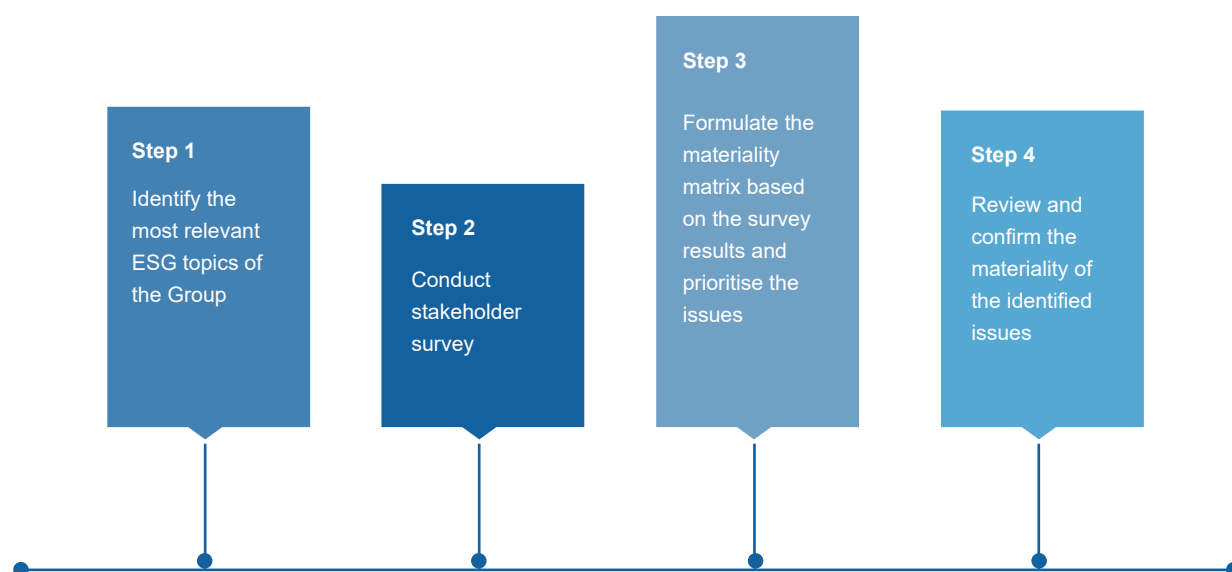 Step 1
Identify the
most relevant
ESG topics of
the Group
Step 2
Conduct
stakeholder
survey
Step 3
Formulate the
materiality
matrix based
on the survey
results and
prioritise the
issues
Step 4
Review and
confirm the
materiality of
the identified
issues